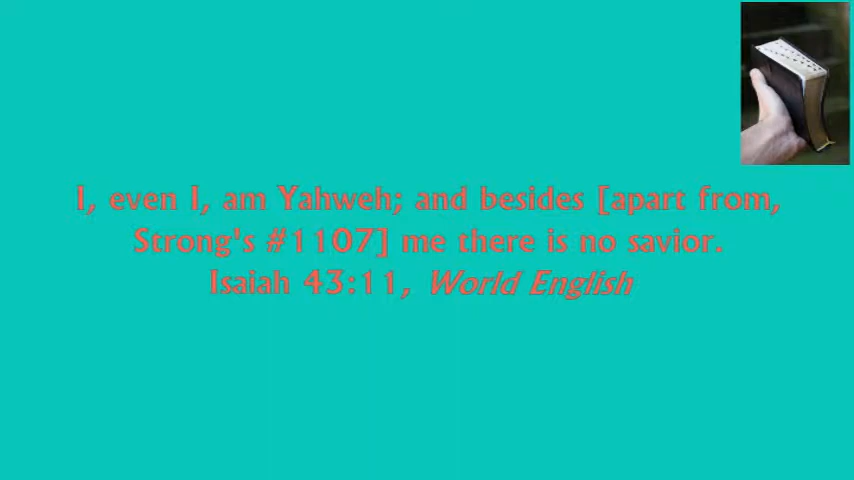 I, even I, am Yahweh; and besides [apart from,
Strong's #1107] me there is no savior.
Isaiah 43:11, World English